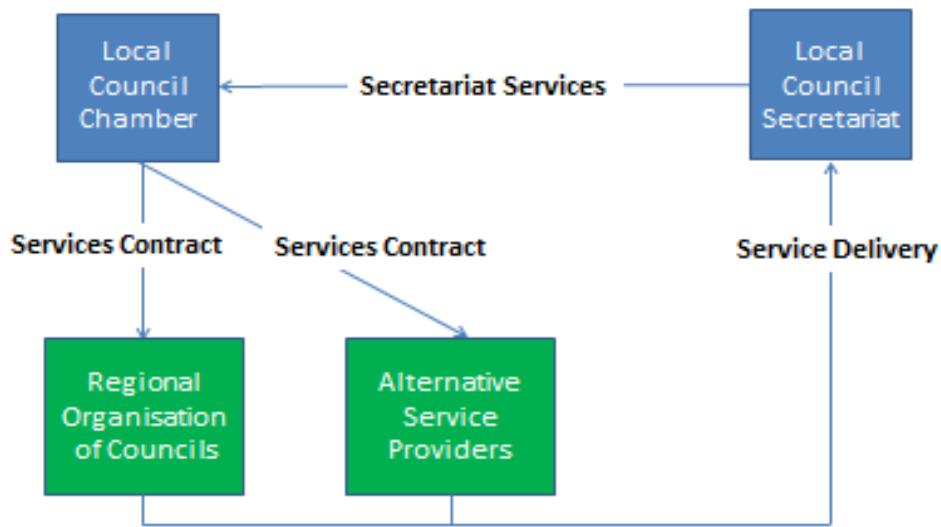 Local
Council
Chamber
Secretariat Services
Local
Council
Secretariat
Services Contract
Services Contract
Service Delivery
Regional
Organisation
of Councils
Alternative
Service
Providers